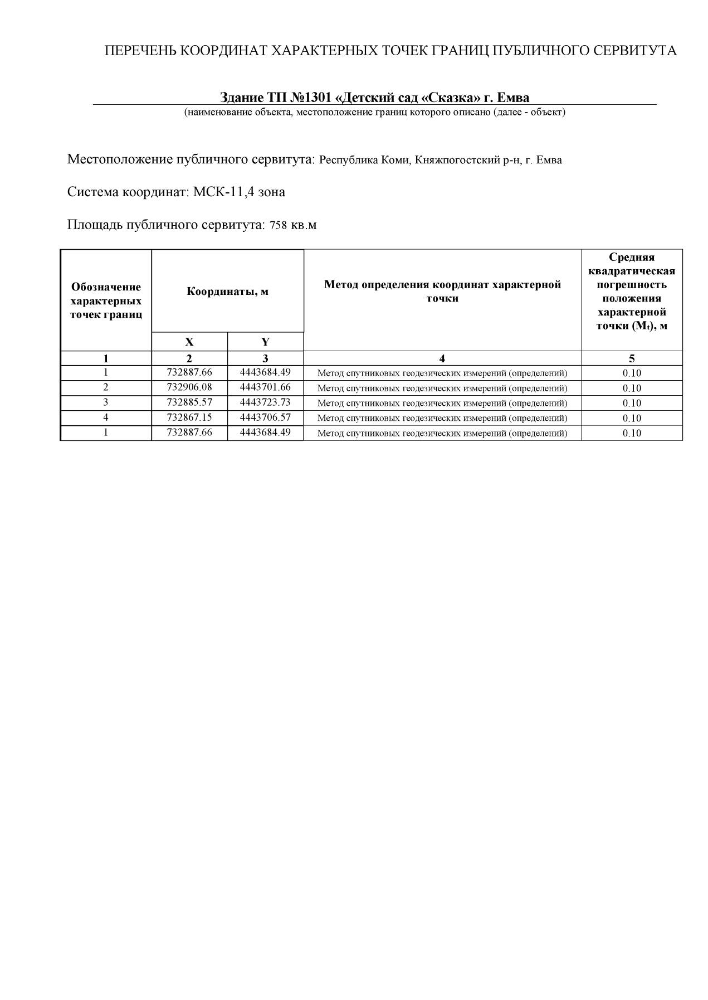 ПЕРЕЧЕНЬ КООРДИНАТ ХАРАКТЕРНЫХ ТОЧЕК ГРАНИЦ ПУБЛИЧНОГО СЕРВИТУТА
Здание ТП №1301 «Детский сад «Сказка» г. Емва
(наименование объекта, местоположение границ которого описано (далее - объект)
Местоположение публичного сервитута: Республика Коми, Княжпогостский р-н, г. Емва
Система координат: МСК-11,4 зона
Площадь публичного сервитута: 758 кв.м
Обозначение
характерных
точек границ
Координаты, м
Метод определения координат характерной
точки
Средняя
квадратическая
погрешность
положения
характерной
точки (Mt), м
X Y
1 2 3 4 5
1 732887.66 4443684.49 Метод спутниковых геодезических измерений (определений) 0.10
2 732906.08 4443701.66 Метод спутниковых геодезических измерений (определений) 0.10
3 732885.57 4443723.73 Метод спутниковых геодезических измерений (определений) 0.10
4 732867.15 4443706.57 Метод спутниковых геодезических измерений (определений) 0.10
1 732887.66 4443684.49 Метод спутниковых геодезических измерений (определений) 0.10